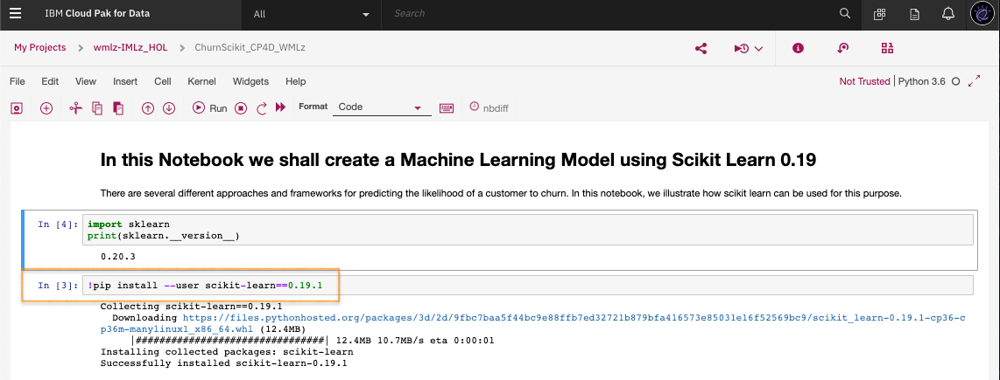 IBM Cloud Pak for Data
All
Search
My Projects > wmlz-IMLz_HOL > ChurnScikit_CP4D_WMLz
File Edit View Insert Cell Kernel Widgets Help
Not Trusted | Python 3.6
Run
Format
Code
nbdiff
In this Notebook we shall create a Machine Learning Model using Scikit Learn 0.19
There are several different approaches and frameworks for predicting the likelihood of a customer to churn. In this notebook, we illustrate how scikit learn can be used for this purpose.
In [4]: import sklearn
print(sklearn.__version__)
0.20.3
In [3]: !pip install --user scikit-learn==0.19.1
Collecting scikit-learn==0.19.1
Downloading https://files.pythonhosted.org/packages/3d/2d/9fbc7baa5f44bc9e88ffb7ed32721b879bfa416573e85031e16f52569bc9/scikit_learn-0.19.1-cp36-c
p36m-manylinux1_x86_64.whl (12.4MB)
|################################| 12.4MB 10.7MB/s eta 0:00:01
Installing collected packages: scikit-learn
Successfully installed scikit-learn-0.19.1